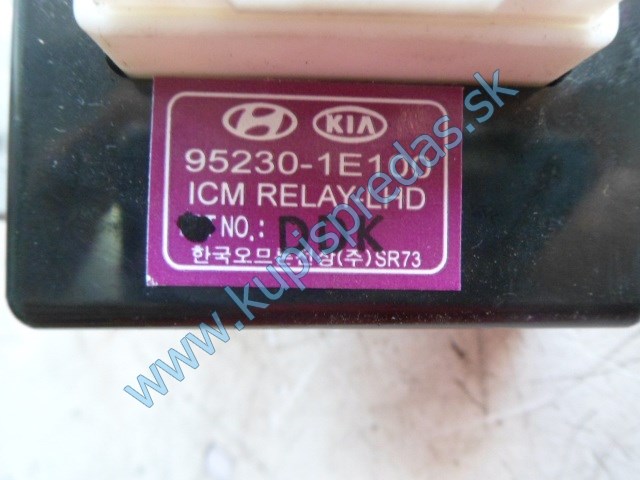 KIA
95230-1E100
ICM RELAY-LHD
LOT NO.:
한국오므론전장(주)SR73
www.kupispredas.sk